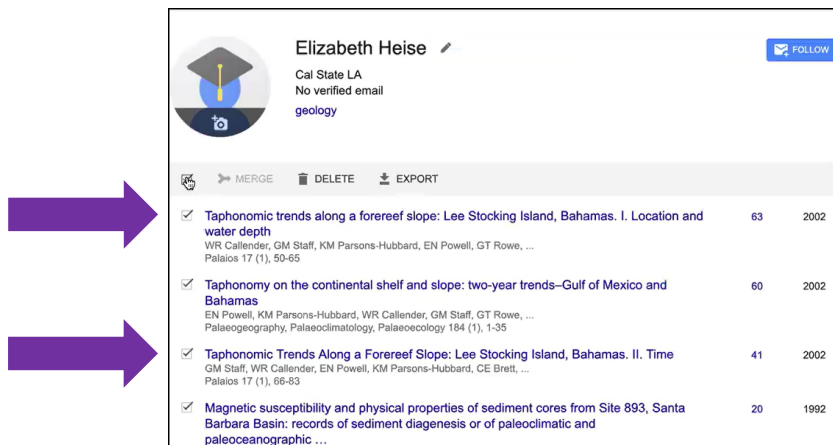 Elizabeth Heise
FOLLOW
Cal State LA
No verified email
geology
MERGE DELETE EXPORT
Taphonomic trends along a forereef slope: Lee Stocking Island, Bahamas. I. Location and 63 2002
water depth
WR Callender, GM Staff, KM Parsons-Hubbard, EN Powell, GT Rowe, ...
Palaios 17 (1), 50-65
Taphonomy on the continental shelf and slope: two-year trends–Gulf of Mexico and 60 2002
Bahamas
EN Powell, KM Parsons-Hubbard, WR Callender, GM Staff, GT Rowe, ...
Palaeogeography, Palaeoclimatology, Palaeoecology 184 (1), 1-35
Taphonomic Trends Along a Forereef Slope: Lee Stocking Island, Bahamas. II. Time 41 2002
GM Staff, WR Callender, EN Powell, KM Parsons-Hubbard, CE Brett, ...
Palaios 17 (1), 66-83
Magnetic susceptibility and physical properties of sediment cores from Site 893, Santa 20 1992
Barbara Basin: records of sediment diagenesis or of paleoclimatic and
paleoceanographic ...